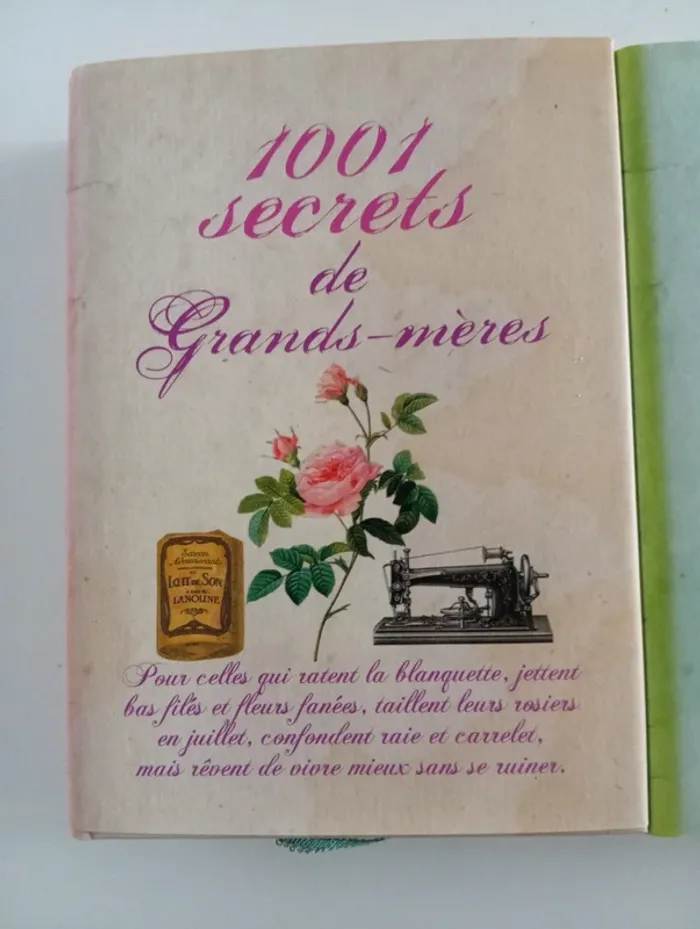 1001
secrets
de
Grands-mères
Savon
Adoucissant
Lait de Son
LANOLINE
Pour celles qui ratent la blanquette, jettent
bas filés et fleurs fanées, taillent leurs rosiers
en juillet, confondent raie et carrelet,
mais rêvent de vivre mieux sans se ruiner.